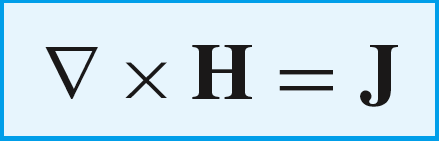 ∇ × H = J